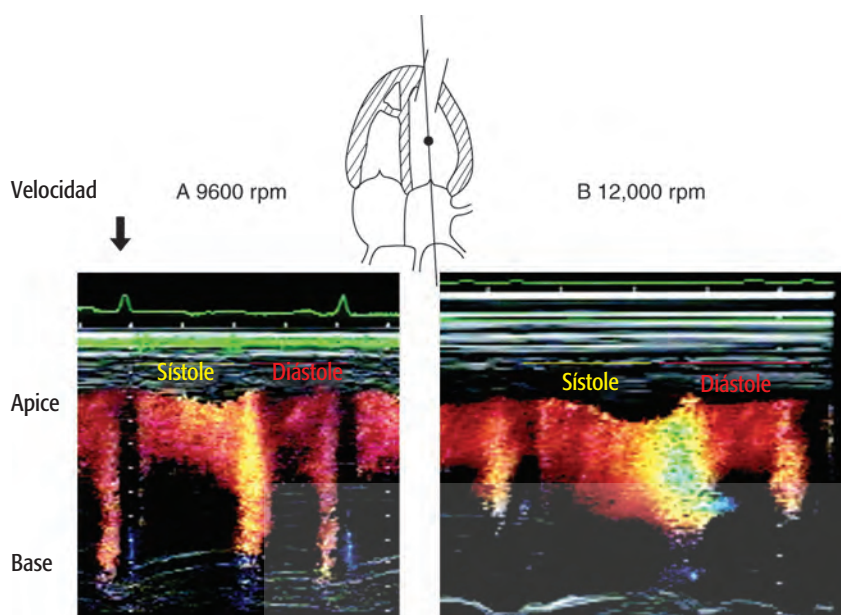 Velocidad
A 9600 rpm
B 12,000 rpm
Sístole
Diástole
Sístole
Diástole
Apice
Base